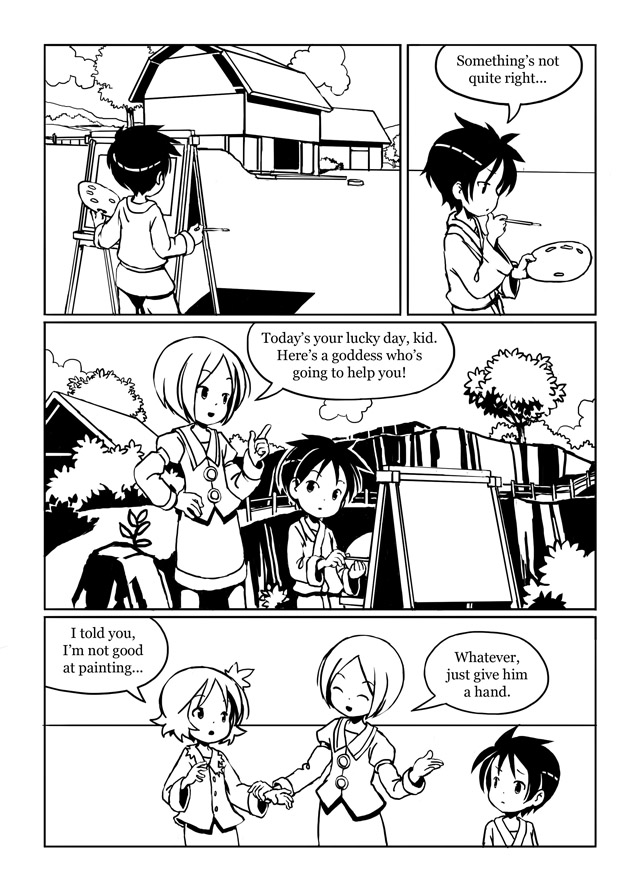 Something's not
quite right...
Today's your lucky day, kid.
Here's a goddess who's
going to help you!
I told you,
I'm not good
at painting...
Whatever,
just give him
a hand.